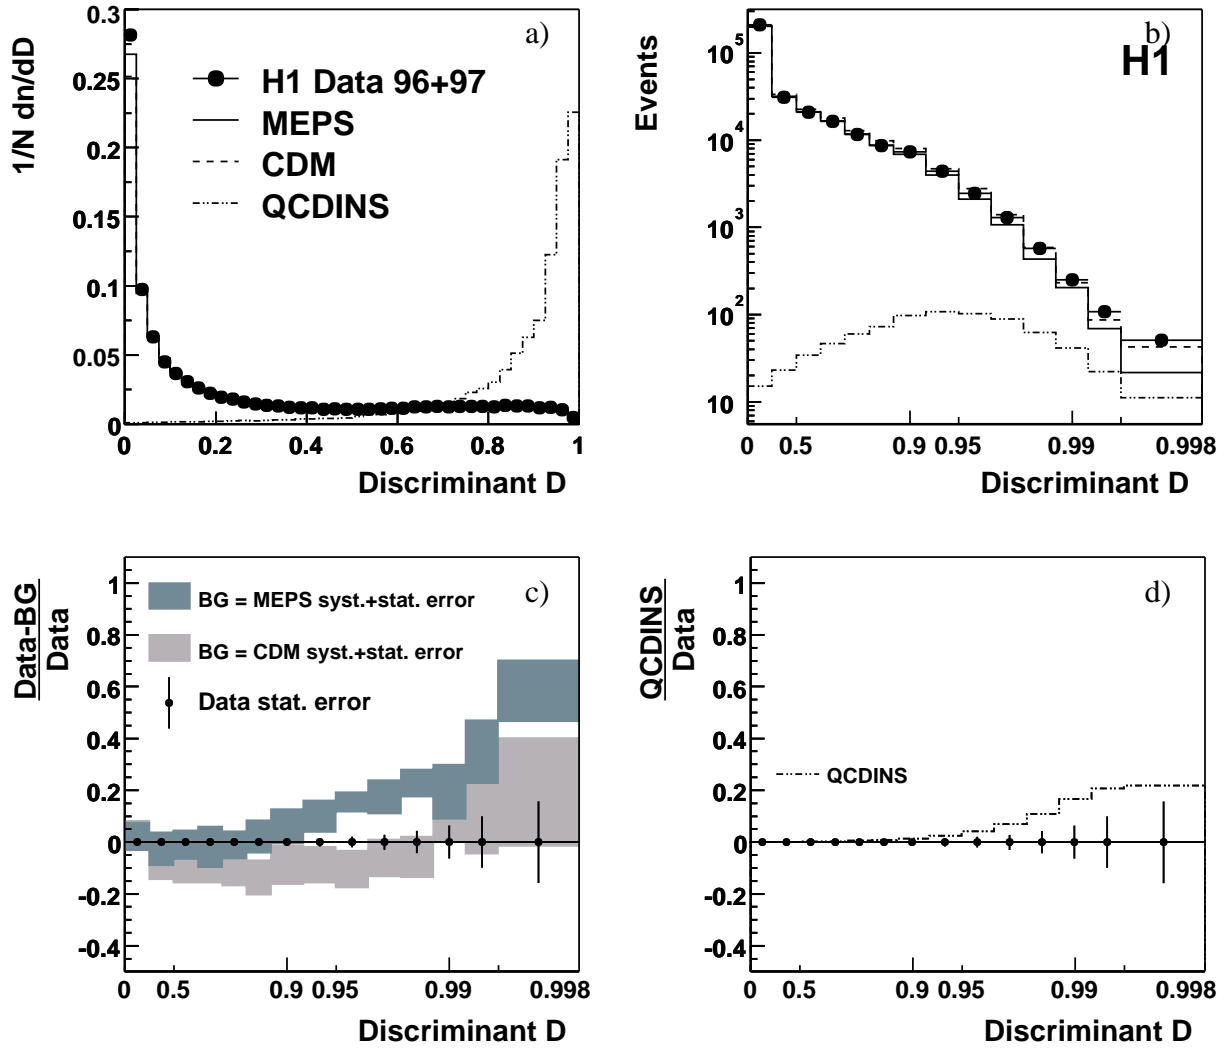 a)
1/N dn/dD
0.3
0.25
0.2
0.15
0.1
0.05
0
H1 Data 96+97
MEPS
CDM
QCDINS
0 0.2 0.4 0.6 0.8 1
Discriminant D
b)
H1
Events
10^5
10^4
10^3
10^2
10
0 0.5 0.9 0.95 0.99 0.998
Discriminant D
c)
Data-BG
Data
1
0.8
0.6
0.4
0.2
0
-0.2
-0.4
BG = MEPS syst.+stat. error
BG = CDM syst.+stat. error
Data stat. error
0 0.5 0.9 0.95 0.99 0.998
Discriminant D
d)
QCDINS
Data
1
0.8
0.6
0.4
0.2
0
-0.2
-0.4
QCDINS
0 0.5 0.9 0.95 0.99 0.998
Discriminant D